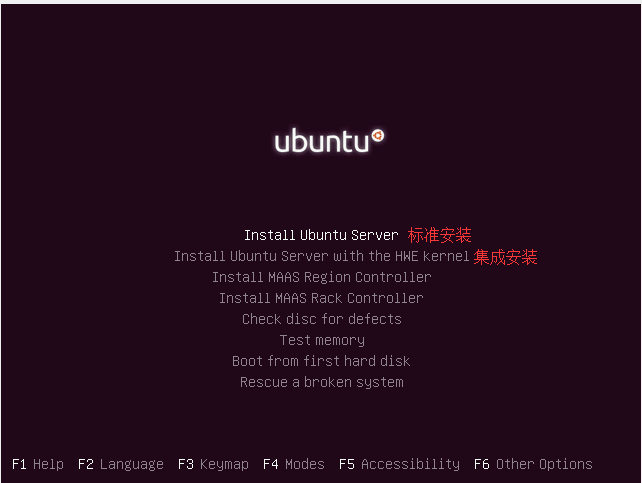 ubuntu
Install Ubuntu Server 标准安装
Install Ubuntu Server with the HWE kernel 集成安装
Install MAAS Region Controller
Install MAAS Rack Controller
Check disc for defects
Test memory
Boot from first hard disk
Rescue a broken system
F1 Help F2 Language F3 Keymap F4 Modes F5 Accessibility F6 Other Options